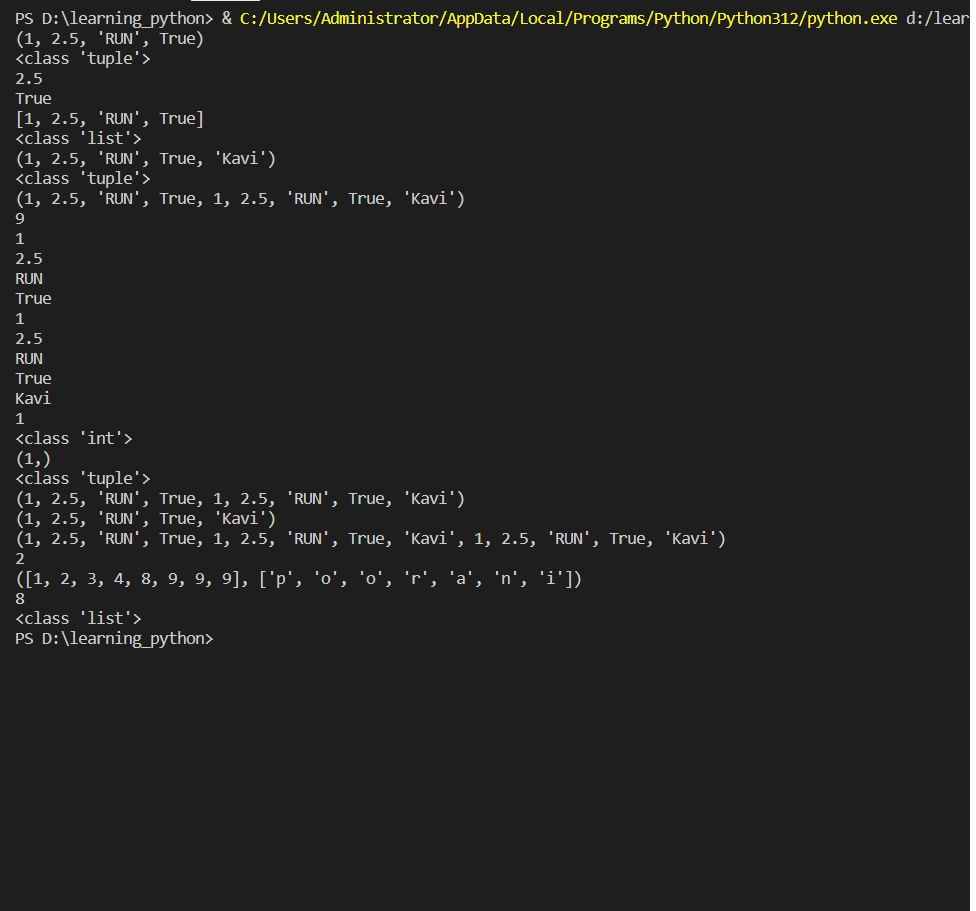 PS D:\learning_python> & C:/Users/Administrator/AppData/Local/Programs/Python/Python312/python.exe d:/lear
(1, 2.5, 'RUN', True)
<class 'tuple'>
2.5
True
[1, 2.5, 'RUN', True]
<class 'list'>
(1, 2.5, 'RUN', True, 'Kavi')
<class 'tuple'>
(1, 2.5, 'RUN', True, 1, 2.5, 'RUN', True, 'Kavi')
9
1
2.5
RUN
True
1
2.5
RUN
True
Kavi
1
<class 'int'>
(1,)
<class 'tuple'>
(1, 2.5, 'RUN', True, 1, 2.5, 'RUN', True, 'Kavi')
(1, 2.5, 'RUN', True, 'Kavi')
(1, 2.5, 'RUN', True, 1, 2.5, 'RUN', True, 'Kavi', 1, 2.5, 'RUN', True, 'Kavi')
2
([1, 2, 3, 4, 8, 9, 9, 9], ['p', 'o', 'o', 'r', 'a', 'n', 'i'])
8
<class 'list'>
PS D:\learning_python>